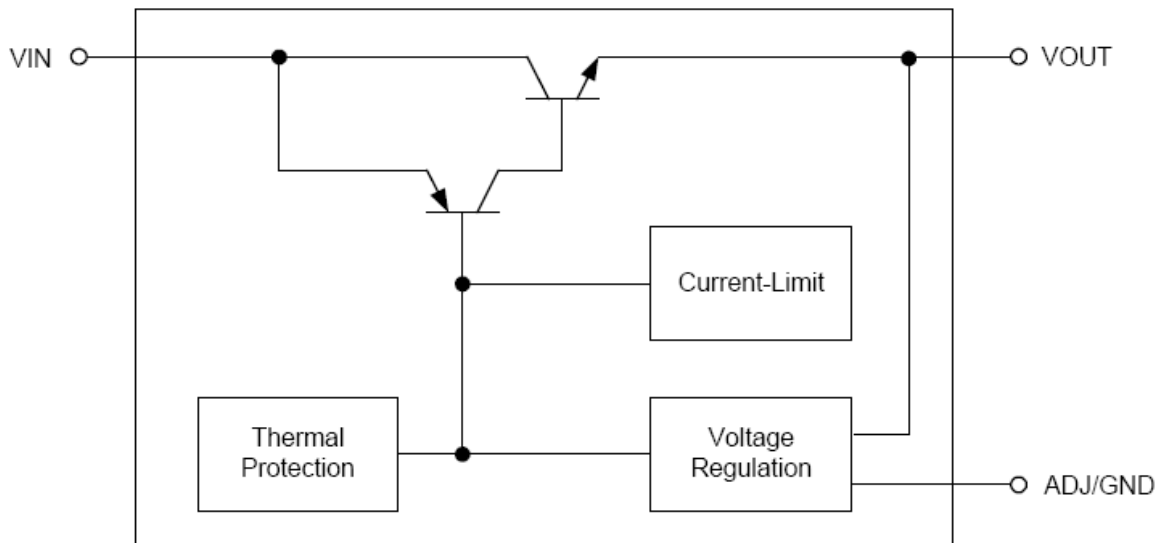 VIN
VOUT
Current-Limit
Thermal
Protection
Voltage
Regulation
ADJ/GND